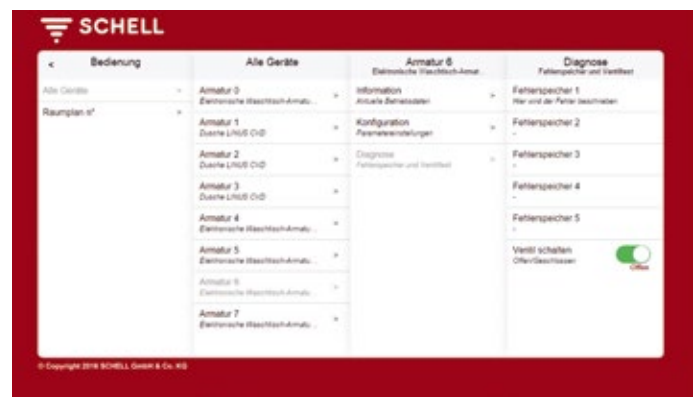 SCHELL
< Bedienung
Alle Geräte
Raumplan n°
Alle Geräte
Armatur 0
Elektronische Waschtisch-Armatu...
Armatur 1
Dusche LINUS CVD
Armatur 2
Dusche LINUS CVD
Armatur 3
Dusche LINUS CVD
Armatur 4
Elektronische Waschtisch-Armatu...
Armatur 5
Elektronische Waschtisch-Armatu...
Armatur 6
Elektronische Waschtisch-Armatu...
Armatur 7
Elektronische Waschtisch-Armatu...
Armatur 6
Elektronische Waschtisch-Armat...
Information
Aktuelle Betriebsdaten
Konfiguration
Parametereinstellungen
Diagnose
Fehlerspeicher und Ventiltest
Diagnose
Fehlerspeicher und Ventiltest
Fehlerspeicher 1
Hier wird der Fehler beschrieben
Fehlerspeicher 2
-
Fehlerspeicher 3
-
Fehlerspeicher 4
-
Fehlerspeicher 5
-
Ventil schalten
Offen/Geschlossen
Offen
© Copyright 2016 SCHELL GmbH & Co. KG